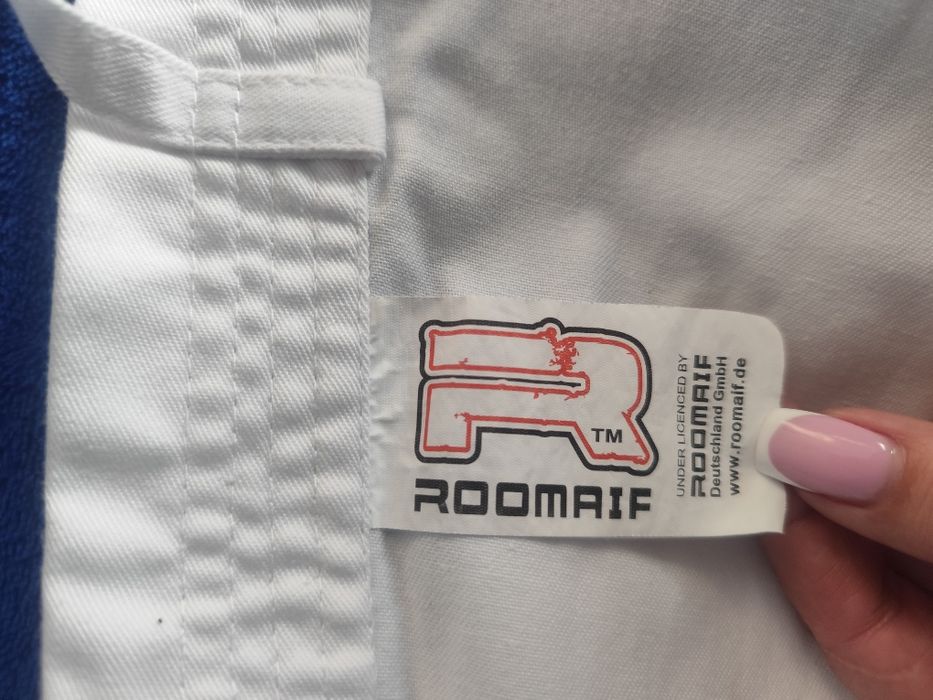 R
TM
ROOMAIF
UNDER LICENCED BY
ROOMAIF
Deutschland GmbH
www.roomaif.de